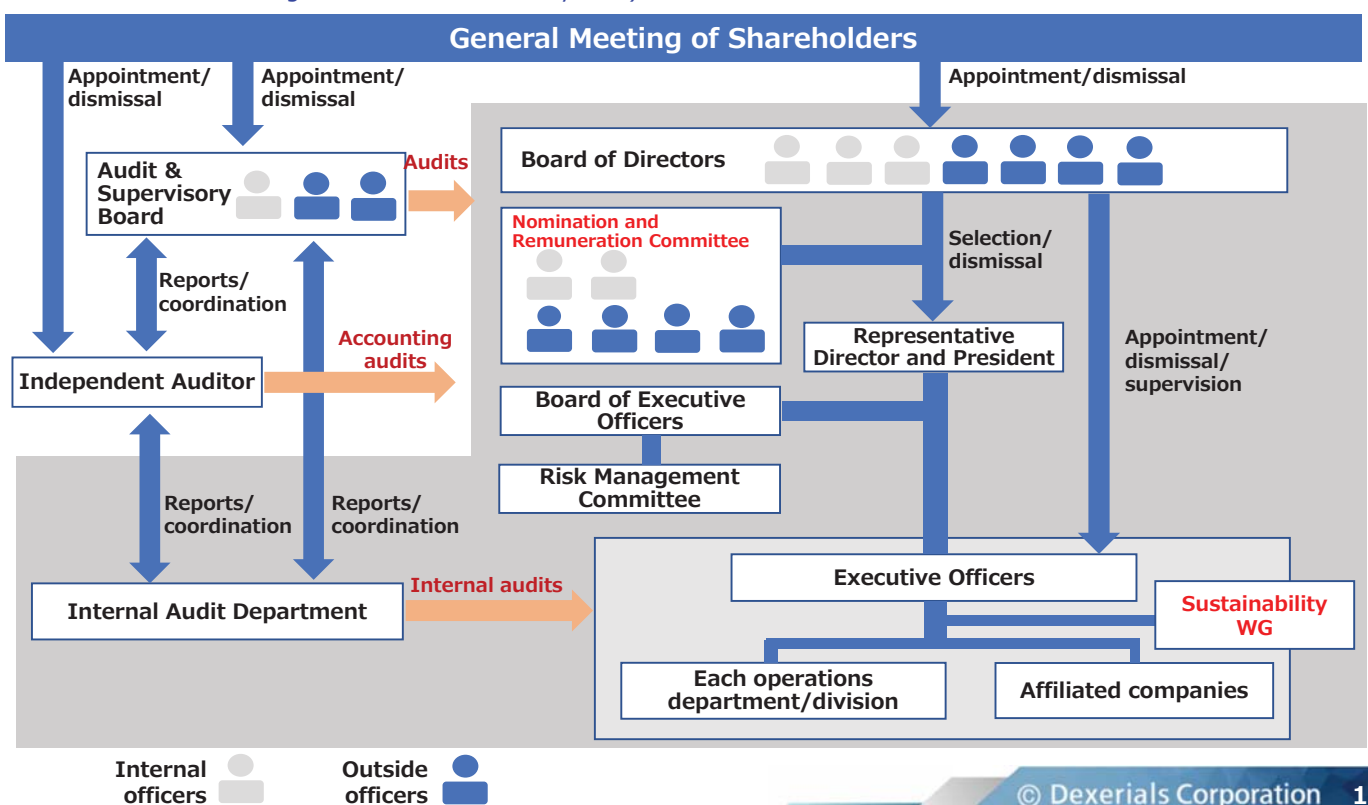 General Meeting of Shareholders
Appointment/
dismissal
Appointment/
dismissal
Appointment/dismissal
Audit &
Supervisory
Board
Audits
Board of Directors
Nomination and
Remuneration Committee
Selection/
dismissal
Reports/
coordination
Accounting
audits
Representative
Director and President
Appointment/
dismissal/
supervision
Independent Auditor
Board of Executive
Officers
Risk Management
Committee
Reports/
coordination
Reports/
coordination
Internal Audit Department
Internal audits
Executive Officers
Sustainability
WG
Each operations
department/division
Affiliated companies
Internal
officers
Outside
officers
© Dexerials Corporation 1